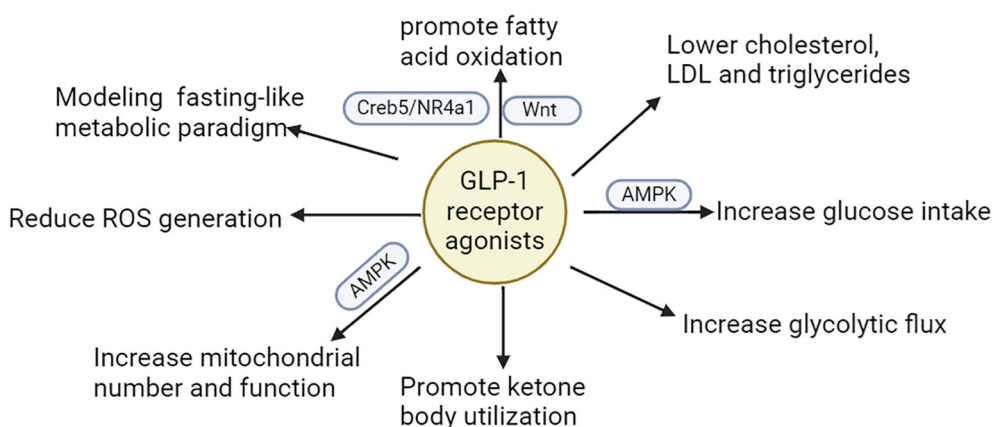 promote fatty
acid oxidation
Lower cholesterol,
LDL and triglycerides
Modeling fasting-like
metabolic paradigm
Creb5/NR4a1
Wnt
GLP-1
receptor
agonists
AMPK
Increase glucose intake
Reduce ROS generation
AMPK
Increase glycolytic flux
Increase mitochondrial
number and function
Promote ketone
body utilization